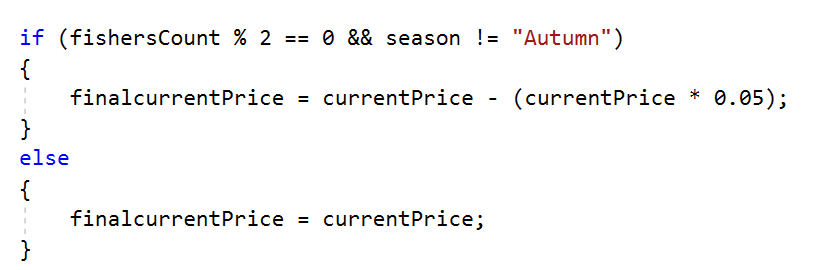 if (fishersCount % 2 == 0 && season != "Autumn")
{
    finalcurrentPrice = currentPrice - (currentPrice * 0.05);
}
else
{
    finalcurrentPrice = currentPrice;
}